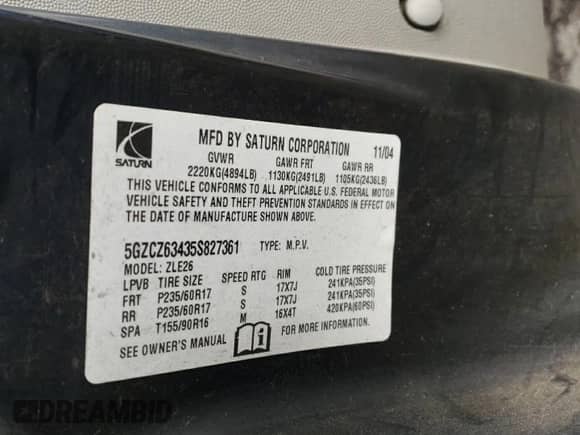 SATURN
MFD BY SATURN CORPORATION 11/04
GVWR GAWR FRT GAWR RR
2220KG(4894LB) 1130KG(2491LB) 1105KG(2436LB)
THIS VEHICLE CONFORMS TO ALL APPLICABLE U.S. FEDERAL MOTOR
VEHICLE SAFETY AND THEFT PREVENTION STANDARDS IN EFFECT ON
THE DATE OF MANUFACTURE SHOWN ABOVE.
5GZCZ63435S827361 TYPE: M.P.V.
MODEL: ZLE26
LPVB TIRE SIZE SPEED RTG RIM COLD TIRE PRESSURE
FRT P235/60R17 S 17X7J 241KPA(35PSI)
RR P235/60R17 S 17X7J 241KPA(35PSI)
SPA T155/90R16 M 16X4T 420KPA(60PSI)
SEE OWNER'S MANUAL FOR MORE INFORMATION.
DREAMBID